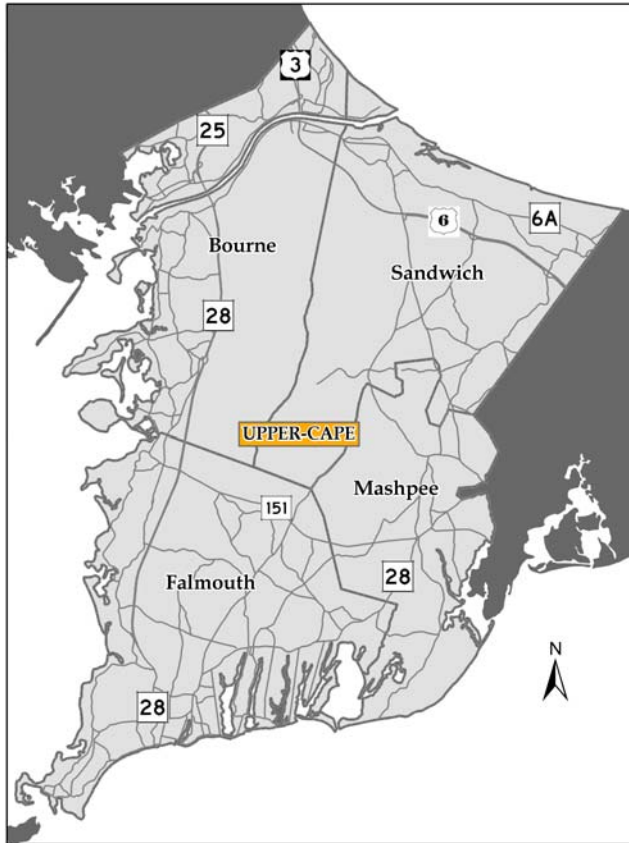 3
25
6A
6
Bourne
Sandwich
28
UPPER-CAPE
Mashpee
151
28
Falmouth
N
28